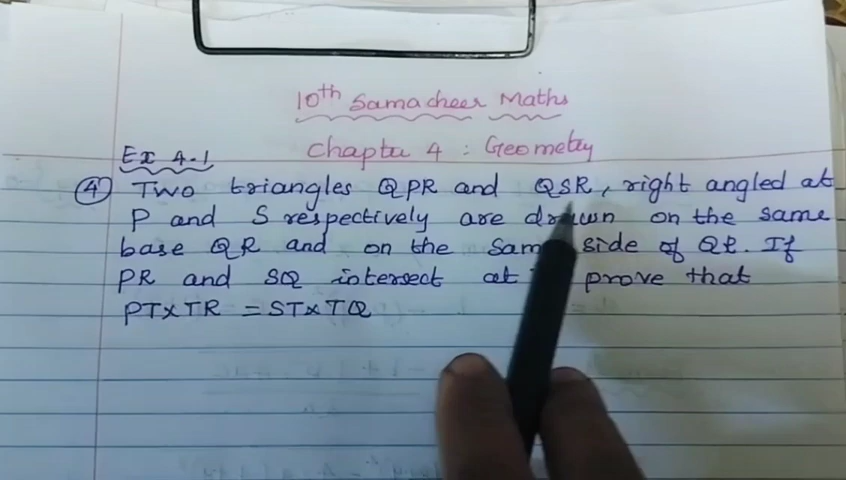 10th Samacheer Maths
Chapter 4 : Geometry
Ex 4.1
④ Two triangles QPR and QSR, right angled at
P and S respectively are drawn on the same
base QR and on the same side of QR. If
PR and SQ intersect at prove that
PT×TR = ST×TQ